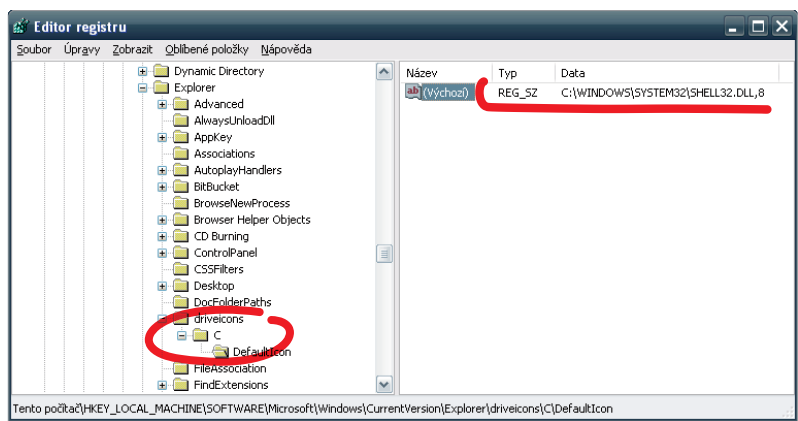 Editor registru
Soubor Úpravy Zobrazit Oblíbené položky Nápověda
Dynamic Directory
Explorer
Advanced
AlwaysUnloadDll
AppKey
Associations
AutoplayHandlers
BitBucket
BrowseNewProcess
Browser Helper Objects
CD Burning
ControlPanel
CSSFilters
Desktop
DocFolderPaths
driveicons
C
DefaultIcon
FileAssociation
FindExtensions
Název Typ Data
ab (Výchozí) REG_SZ C:\WINDOWS\SYSTEM32\SHELL32.DLL,8
Tento počítač\HKEY_LOCAL_MACHINE\SOFTWARE\Microsoft\Windows\CurrentVersion\Explorer\driveicons\C\DefaultIcon